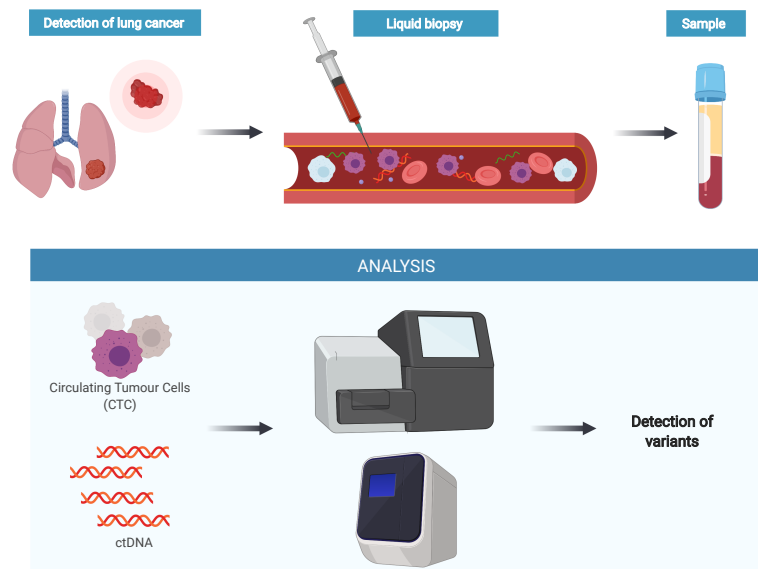 Detection of lung cancer
Liquid biopsy
Sample
ANALYSIS
Circulating Tumour Cells
(CTC)
ctDNA
Detection of
variants